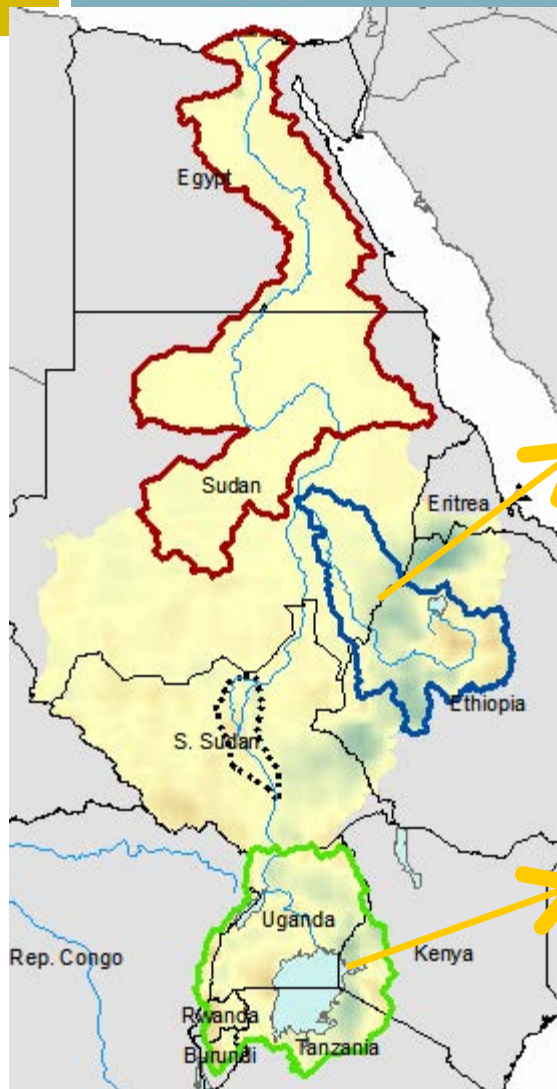 Egypt
Sudan
Eritrea
Ethiopia
S. Sudan
Uganda
Kenya
Rep. Congo
Rwanda
Burundi
Tanzania